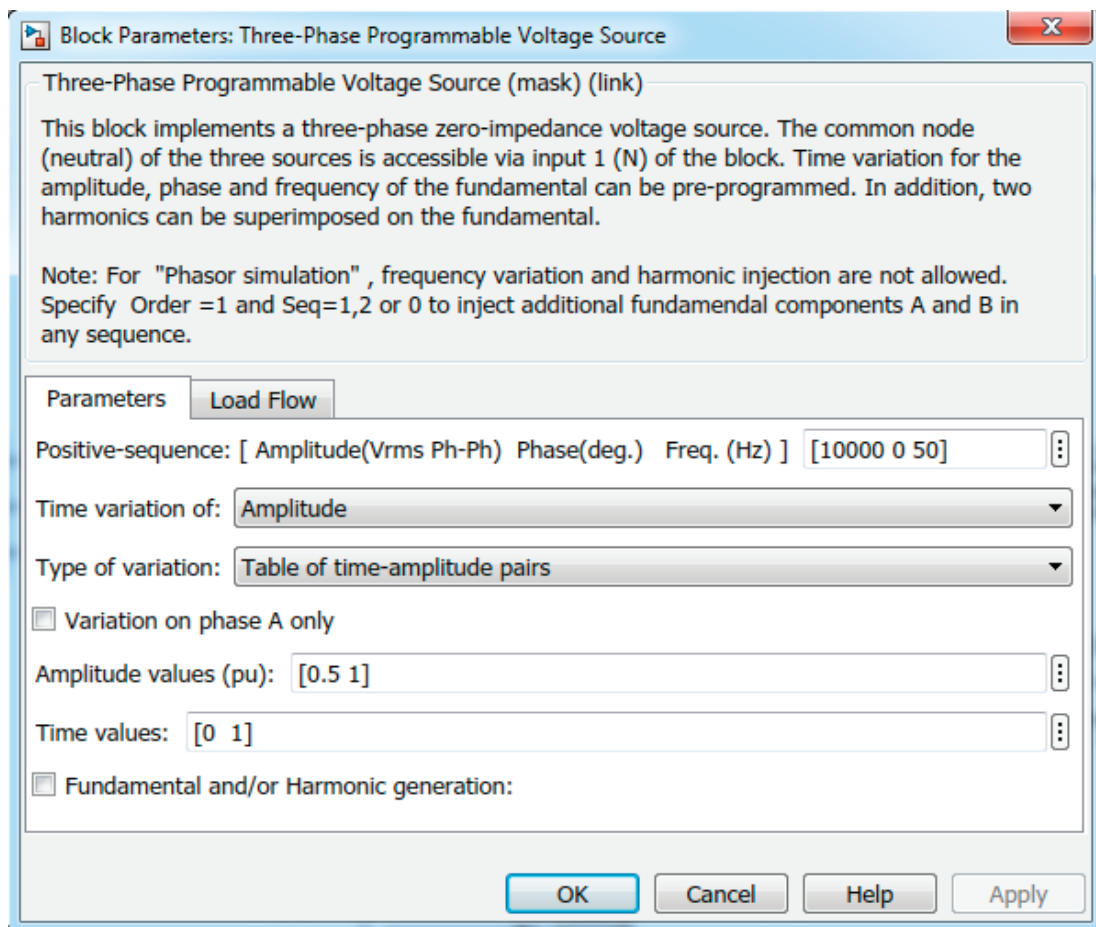 Block Parameters: Three-Phase Programmable Voltage Source
X
Three-Phase Programmable Voltage Source (mask) (link)
This block implements a three-phase zero-impedance voltage source. The common node
(neutral) of the three sources is accessible via input 1 (N) of the block. Time variation for the
amplitude, phase and frequency of the fundamental can be pre-programmed. In addition, two
harmonics can be superimposed on the fundamental.
Note: For "Phasor simulation" , frequency variation and harmonic injection are not allowed.
Specify Order =1 and Seq=1,2 or 0 to inject additional fundamendal components A and B in
any sequence.
Parameters Load Flow
Positive-sequence: [ Amplitude(Vrms Ph-Ph) Phase(deg.) Freq. (Hz) ] [10000 0 50]
Time variation of: Amplitude
Type of variation: Table of time-amplitude pairs
Variation on phase A only
Amplitude values (pu): [0.5 1]
Time values: [0 1]
Fundamental and/or Harmonic generation:
OK Cancel Help Apply